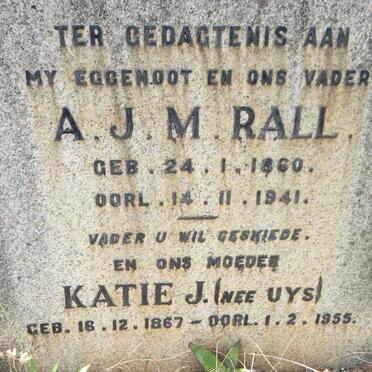 TER GEDAGTENIS AAN
MY EGGENOOT EN ONS VADER
A. J. M. RALL.
GEB. 24. 1. 1860.
OORL. 14. 11. 1941.
VADER U WIL GESKIEDE.
EN ONS MOEDER
KATIE J. (NEE UYS)
GEB. 16. 12. 1867 – OORL. 1. 2. 1955.